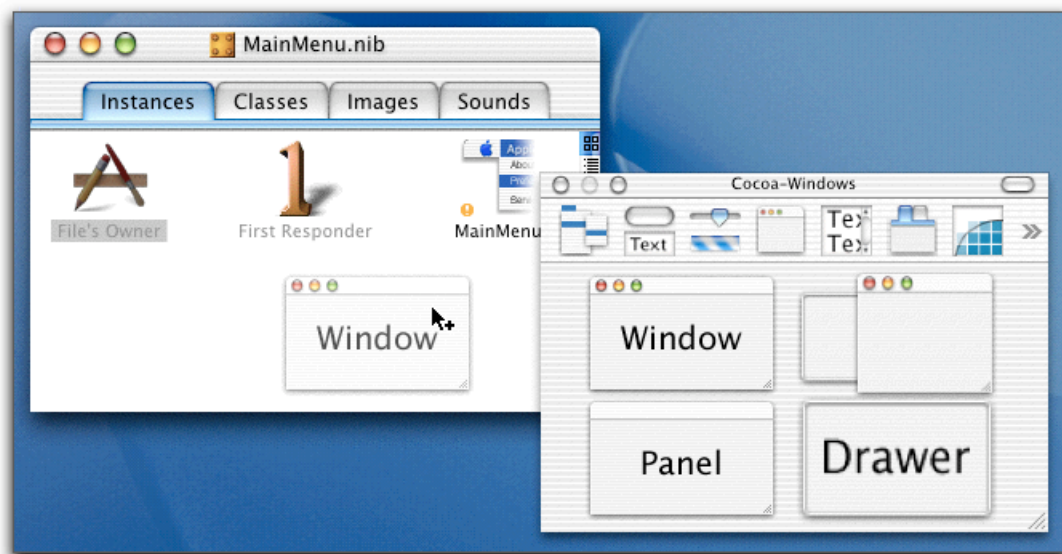 MainMenu.nib
Instances Classes Images Sounds
File's Owner First Responder MainMenu
Window
Cocoa-Windows
Text
Window
Panel Drawer